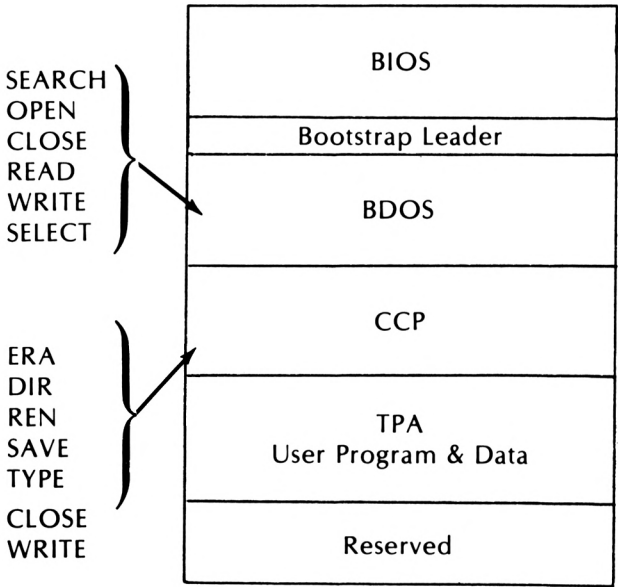 SEARCH
OPEN
CLOSE
READ
WRITE
SELECT
ERA
DIR
REN
SAVE
TYPE
CLOSE
WRITE
BIOS
Bootstrap Leader
BDOS
CCP
TPA
User Program & Data
Reserved